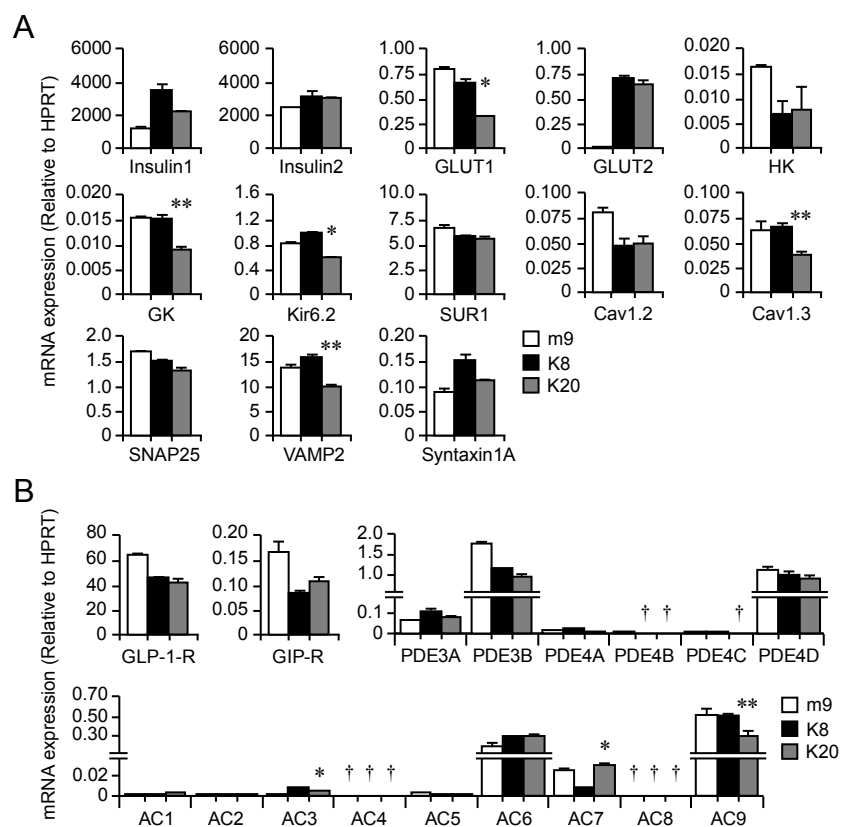 A
mRNA expression (Relative to HPRT)
6000 6000 1.00 1.00 0.020
4000 4000 0.75 0.75 0.015
2000 2000 0.50 0.50 0.010
0 0 0.25 0.25 0.005
0 0 0
*
Insulin1 Insulin2 GLUT1 GLUT2 HK
0.020 1.6 10.0 0.100 0.100
0.015 1.2 7.5 0.075 0.075
0.010 0.8 5.0 0.050 0.050
0.005 0.4 2.5 0.025 0.025
0 0 0 0 0
** * **
GK Kir6.2 SUR1 Cav1.2 Cav1.3
2.0 20 0.20
1.5 15 0.15
1.0 10 0.10
0.5 5 0.05
0 0 0
**
SNAP25 VAMP2 Syntaxin1A
m9
K8
K20
B
mRNA expression (Relative to HPRT)
80 0.20 2.0
60 0.15 1.0
40 0.10 0.1
20 0.05 0
0 0
† † †
GLP-1-R GIP-R PDE3A PDE3B PDE4A PDE4B PDE4C PDE4D
0.70
0.50
0.30
0.02
0
* † † † * † † † **
AC1 AC2 AC3 AC4 AC5 AC6 AC7 AC8 AC9
m9
K8
K20